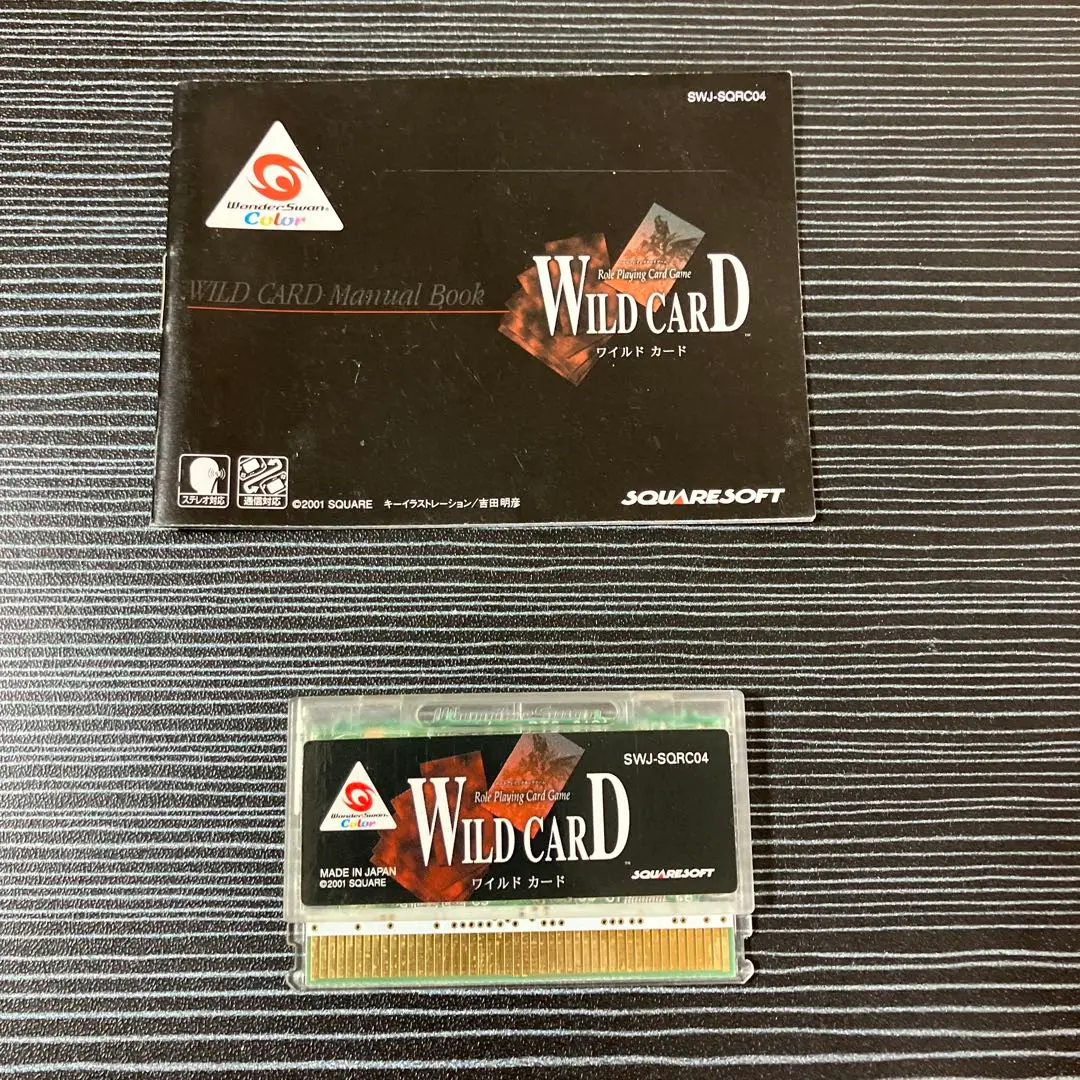 SWJ-SQRC04
WonderSwan
Color
WILD CARD Manual Book
Role Playing Card Game
WILD CARD
™
ワイルド カード
ステレオ対応
通信対応
©2001 SQUARE キーイラストレーション/吉田明彦
SQUARESOFT
WonderSwan
SWJ-SQRC04
WonderSwan
Color
Role Playing Card Game
WILD CARD
™
MADE IN JAPAN
©2001 SQUARE
ワイルド カード
SQUARESOFT